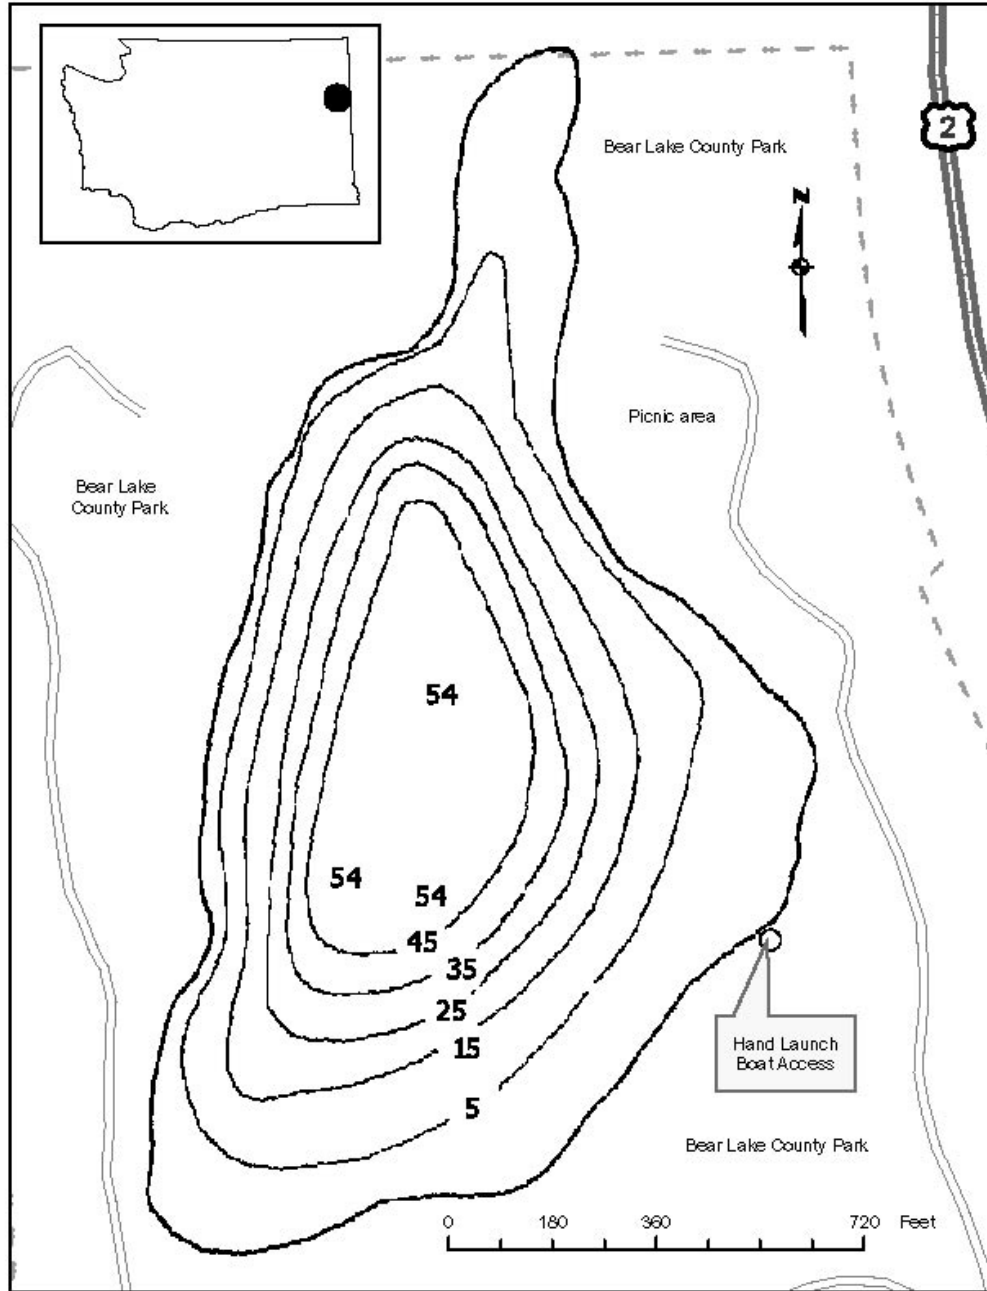 2
Bear Lake County Park
N
Picnic area
Bear Lake
County Park
54
54
54
45
35
25
15
5
Hand Launch
Boat Access
Bear Lake County Park
0 180 360 720 Feet